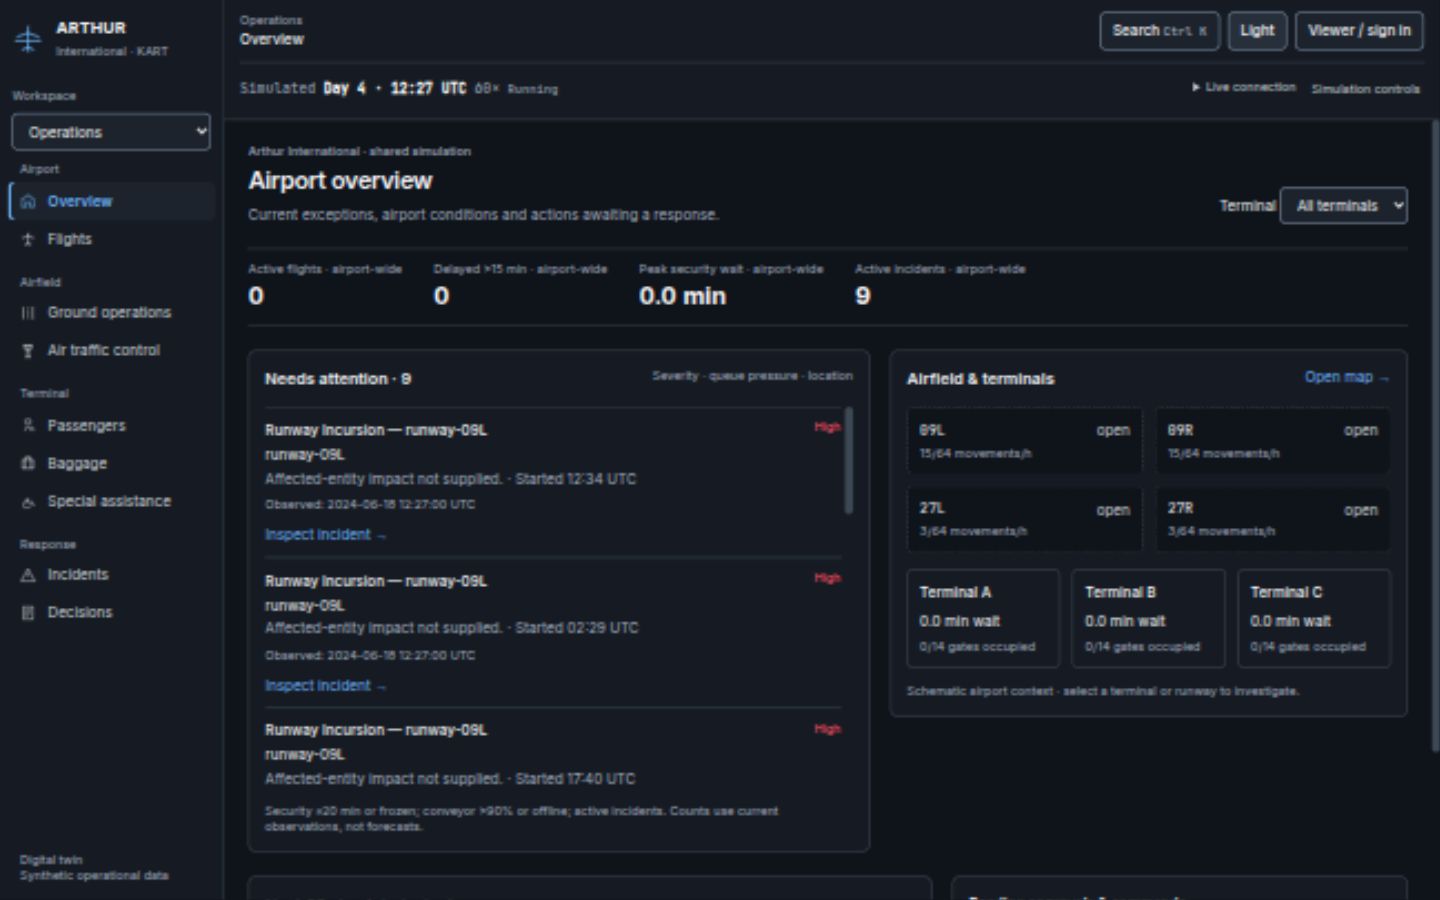 ARTHUR
International · KART
Workspace
Operations
Airport
Overview
Flights
Airfield
Ground operations
Air traffic control
Terminal
Passengers
Baggage
Special assistance
Response
Incidents
Decisions
Digital twin
Synthetic operational data
Operations
Overview
Search Ctrl K
Light
Viewer / sign in
Simulated Day 4 · 12:27 UTC 60× Running
Live connection
Simulation controls
Arthur International · shared simulation
Airport overview
Current exceptions, airport conditions and actions awaiting a response.
Terminal All terminals
Active flights · airport-wide
0
Delayed >15 min · airport-wide
0
Peak security wait · airport-wide
0.0 min
Active incidents · airport-wide
9
Needs attention · 9
Severity · queue pressure · location
Runway Incursion — runway-09L
High
runway-09L
Affected-entity impact not supplied. · Started 12:34 UTC
Observed: 2024-06-18 12:27:00 UTC
Inspect incident →
Runway Incursion — runway-09L
High
runway-09L
Affected-entity impact not supplied. · Started 02:29 UTC
Observed: 2024-06-18 12:27:00 UTC
Inspect incident →
Runway Incursion — runway-09L
High
runway-09L
Affected-entity impact not supplied. · Started 17:40 UTC
Security ≥20 min or frozen; conveyor >90% or offline; active incidents. Counts use current
observations, not forecasts.
Airfield & terminals
Open map →
09L open
15/64 movements/h
09R open
15/64 movements/h
27L open
3/64 movements/h
27R open
3/64 movements/h
Terminal A
0.0 min wait
0/14 gates occupied
Terminal B
0.0 min wait
0/14 gates occupied
Terminal C
0.0 min wait
0/14 gates occupied
Schematic airport context · select a terminal or runway to investigate.